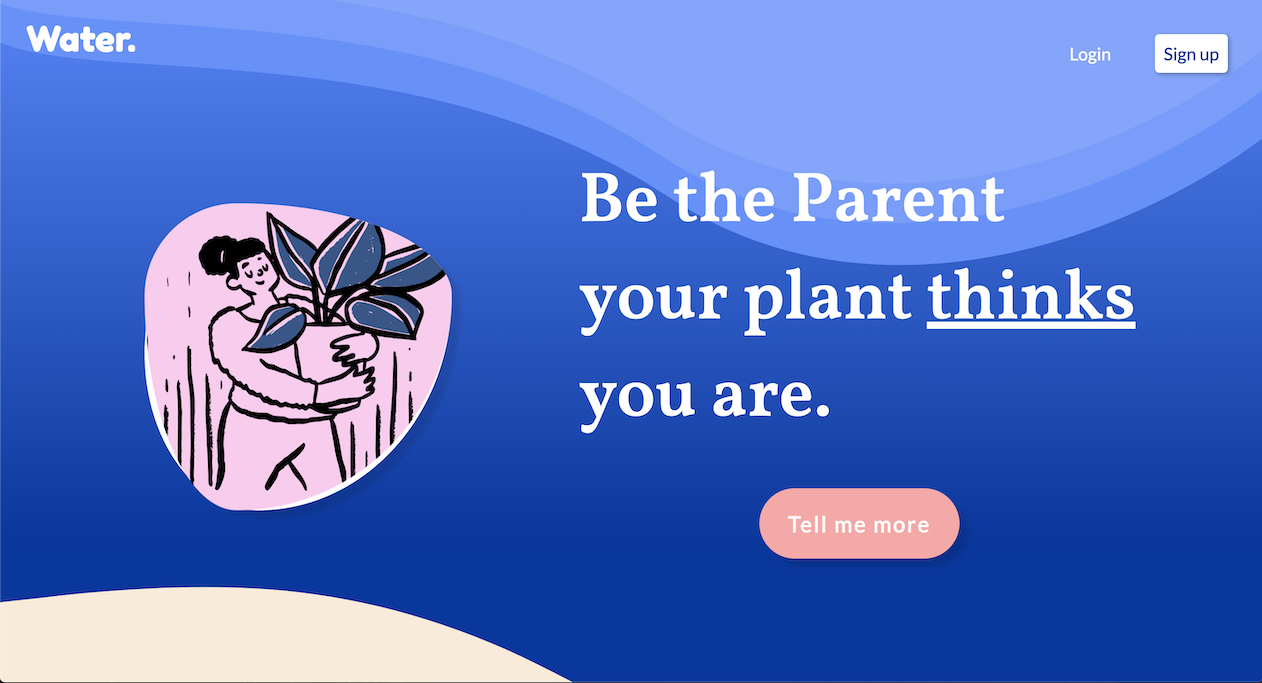 Water.
Login
Sign up
Be the Parent
your plant thinks
you are.
Tell me more